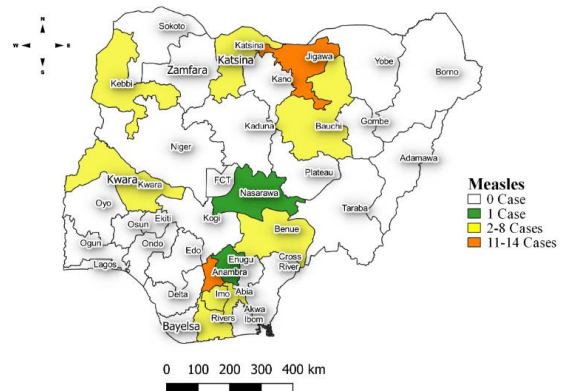 N
W E
S
Sokoto
Katsina
Katsina
Jigawa
Zamfara
Yobe
Borno
Kebbi
Kano
Kaduna
Bauchi
Gombe
Niger
Adamawa
Plateau
FCT
Kwara
Kwara
Nasarawa
Oyo
Taraba
Osun
Ekiti
Kogi
Benue
Ogun
Ondo
Edo
Enugu
Cross
River
Lagos
Anambra
Delta
Imo
Abia
Rivers
Akwa
Ibom
Bayelsa
Measles
0 Case
1 Case
2-8 Cases
11-14 Cases
0 100 200 300 400 km